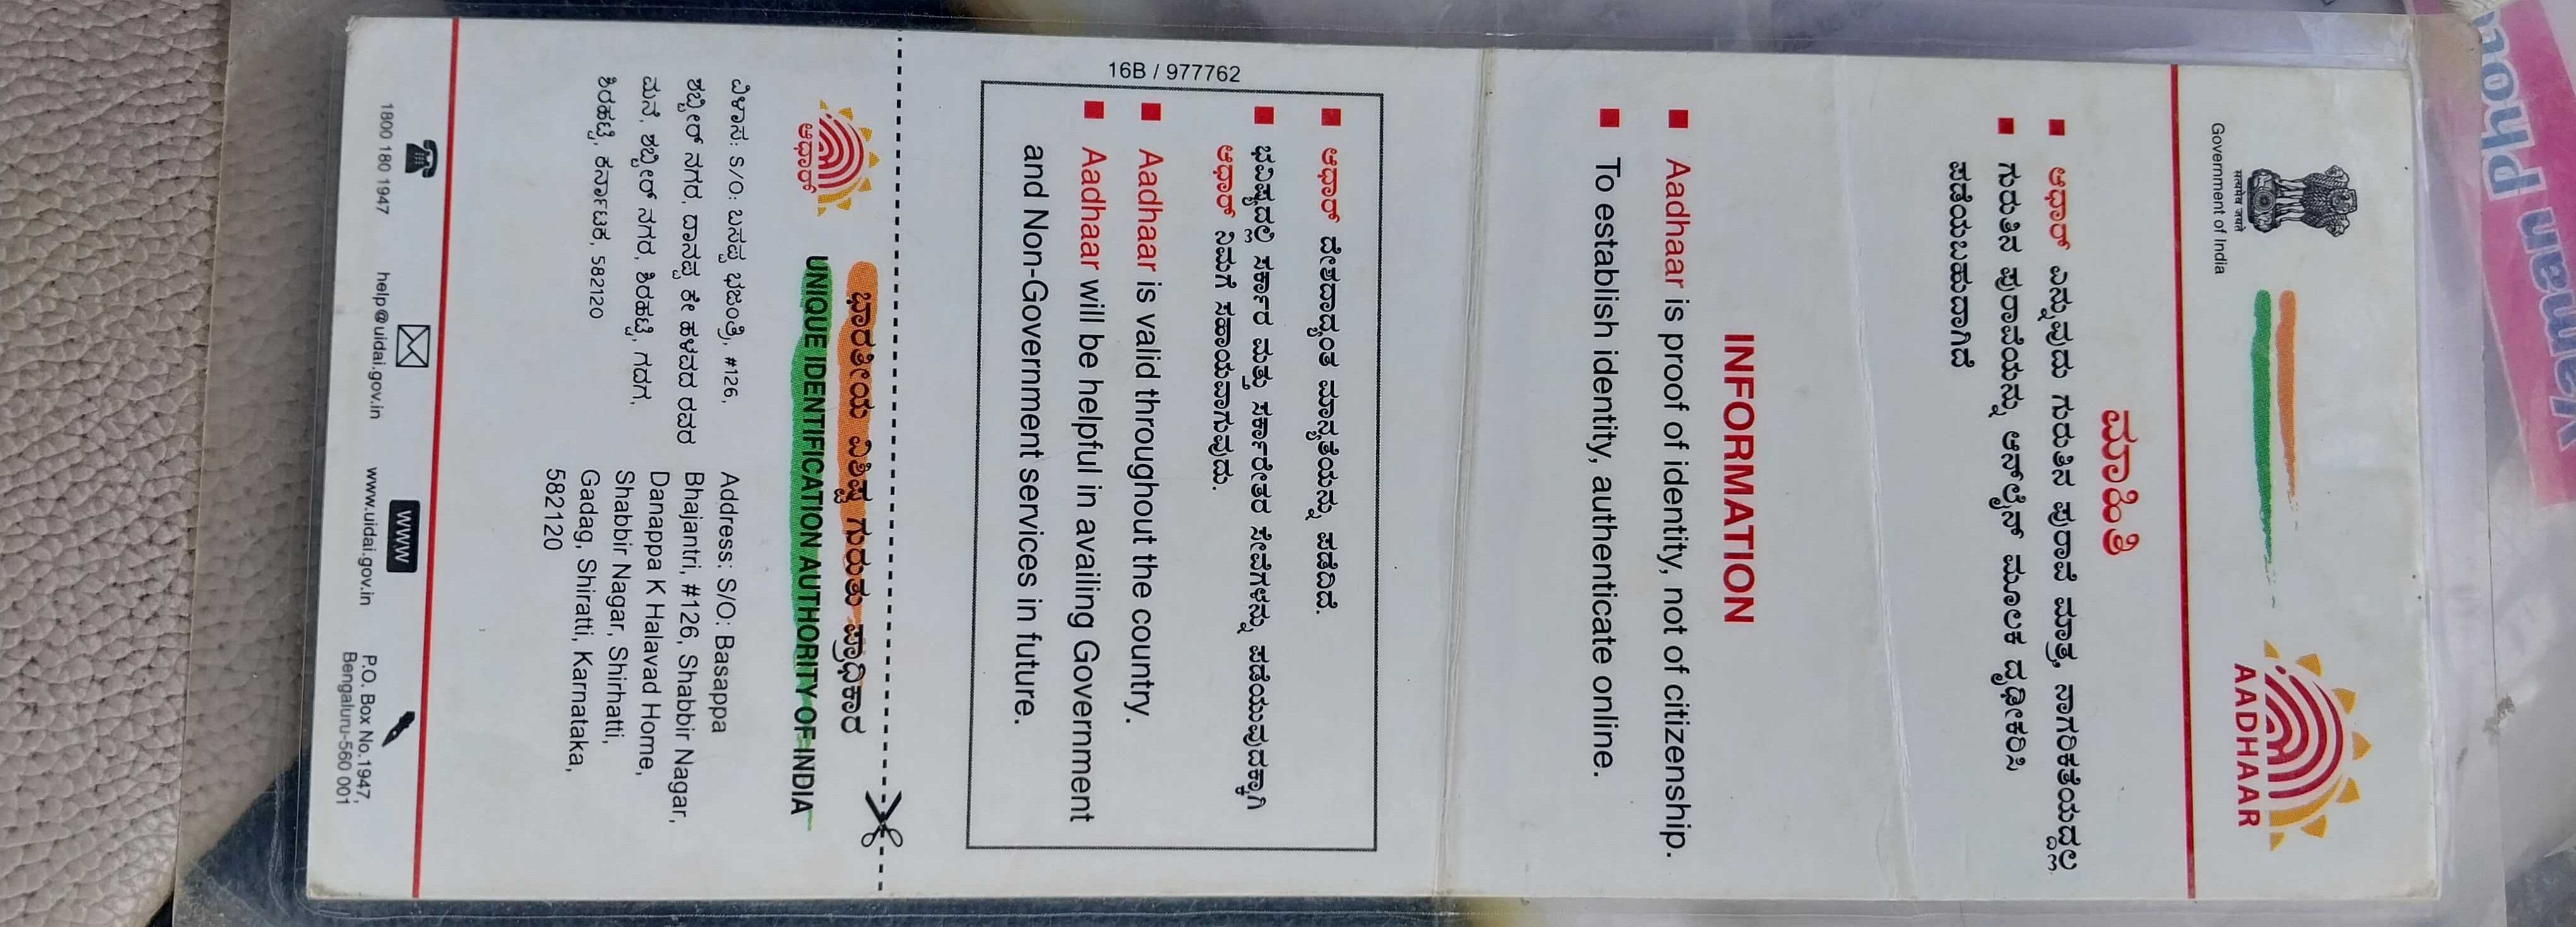 Government of India
सत्यमेव जयते
AADHAAR
ಮಾಹಿತಿ
■ ಆಧಾರ್ ಎನ್ನುವುದು ಗುರುತಿನ ಪುರಾವೆ ಮಾತ್ರ, ನಾಗರಿಕತೆಯದ್ದಲ್ಲ
■ ಗುರುತಿನ ಪುರಾವೆಯನ್ನು ಆನ್‌ಲೈನ್ ಮೂಲಕ ದೃಢೀಕರಿಸಿ
ಪಡೆಯಬಹುದಾಗಿದೆ
INFORMATION
■ Aadhaar is proof of identity, not of citizenship.
■ To establish identity, authenticate online.
16B / 977762
■ ಆಧಾರ್ ದೇಶದಾದ್ಯಂತ ಮಾನ್ಯತೆಯನ್ನು ಪಡೆದಿದೆ.
■ ಭವಿಷ್ಯದಲ್ಲಿ ಸರ್ಕಾರ ಮತ್ತು ಸರ್ಕಾರೇತರ ಸೇವೆಗಳನ್ನು ಪಡೆಯುವುದಕ್ಕಾಗಿ
ಆಧಾರ್ ನಿಮಗೆ ಸಹಾಯವಾಗುವುದು.
■ Aadhaar is valid throughout the country.
■ Aadhaar will be helpful in availing Government
and Non-Government services in future.
ಭಾರತೀಯ ವಿಶಿಷ್ಟ ಗುರುತು ಪ್ರಾಧಿಕಾರ
UNIQUE IDENTIFICATION AUTHORITY OF INDIA
ಆಧಾರ್
ವಿಳಾಸ: S/O: ಬಸಪ್ಪ ಭಜಂತ್ರಿ, #126,
ಶಬ್ಬೀರ್ ನಗರ, ದಾನಪ್ಪ ಕೇ ಹಳವದ ರವರ
ಮನೆ, ಶಬ್ಬೀರ್ ನಗರ, ಶಿರಹಟ್ಟಿ, ಗದಗ,
ಶಿರಹಟ್ಟಿ, ಕರ್ನಾಟಕ, 582120
Address: S/O: Basappa
Bhajantri, #126, Shabbir Nagar,
Danappa K Halavad Home,
Shabbir Nagar, Shirhatti,
Gadag, Shiratti, Karnataka,
582120
1800 180 1947
help@uidai.gov.in
WWW
www.uidai.gov.in
P.O. Box No.1947,
Bengaluru-560 001